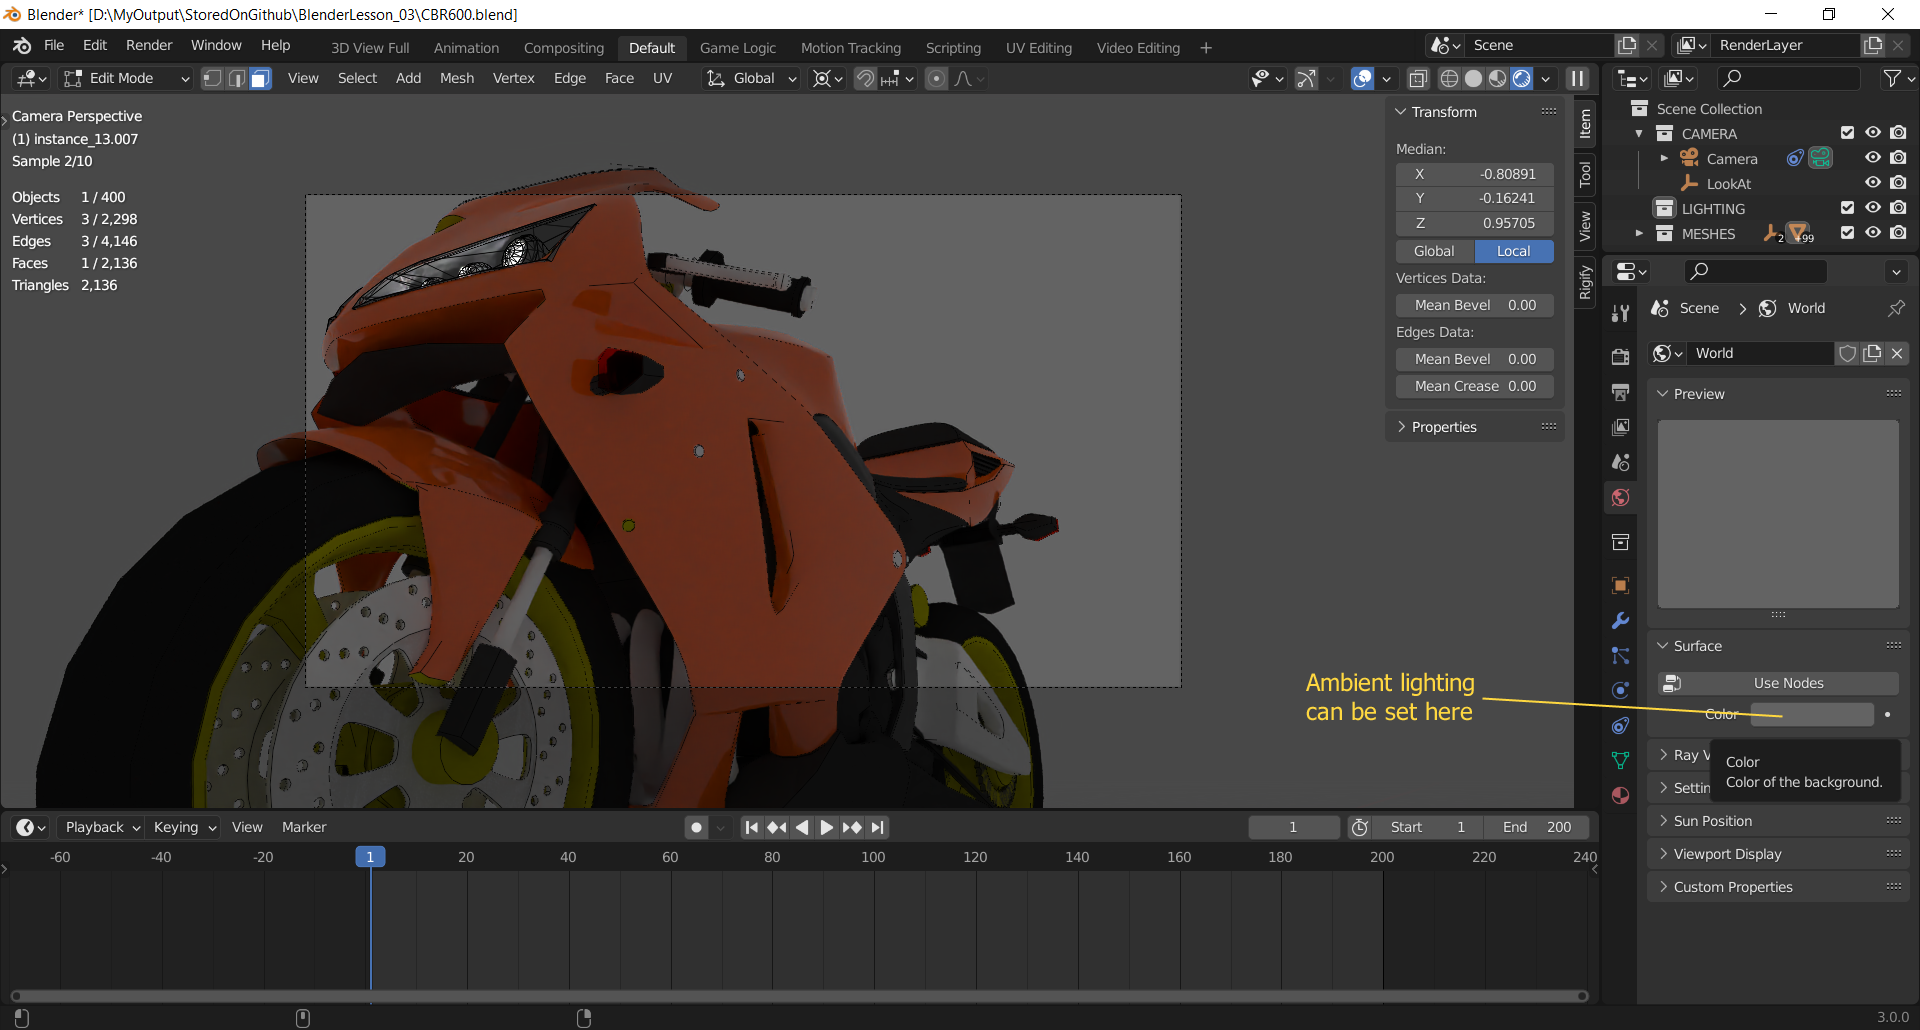 Blender* [D:\MyOutput\StoredOnGithub\BlenderLesson_03\CBR600.blend]
File Edit Render Window Help 3D View Full Animation Compositing Default Game Logic Motion Tracking Scripting UV Editing Video Editing + Scene RenderLayer
Edit Mode View Select Add Mesh Vertex Edge Face UV Global
Camera Perspective
(1) instance_13.007
Sample 2/10
Objects 1 / 400
Vertices 3 / 2,298
Edges 3 / 4,146
Faces 1 / 2,136
Triangles 2,136
Transform
Median:
X -0.80891
Y -0.16241
Z 0.95705
Global Local
Vertices Data:
Mean Bevel 0.00
Edges Data:
Mean Bevel 0.00
Mean Crease 0.00
Properties
Item
Tool
View
Rigify
Scene Collection
CAMERA
Camera
LookAt
LIGHTING
MESHES 2 +99
Scene World
World
Preview
Surface
Use Nodes
Color
Ray V
Settin
Color
Color of the background.
Sun Position
Viewport Display
Custom Properties
Ambient lighting
can be set here
Playback Keying View Marker 1 Start 1 End 200
-60 -40 -20 1 20 40 60 80 100 120 140 160 180 200 220 240
3.0.0